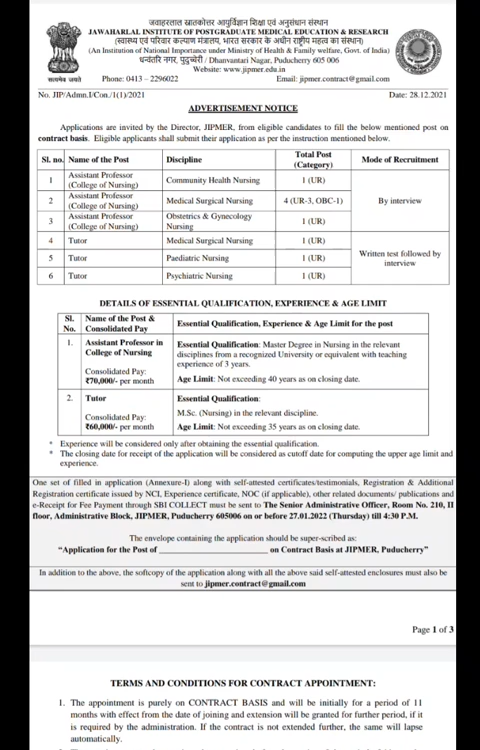 जवाहरलाल स्नातकोत्तर आयुर्विज्ञान शिक्षा एवं अनुसंधान संस्थान
JAWAHARLAL INSTITUTE OF POSTGRADUATE MEDICAL EDUCATION & RESEARCH
(स्वास्थ्य एवं परिवार कल्याण मंत्रालय, भारत सरकार के अधीन राष्ट्रीय महत्व का संस्थान)
(An Institution of National Importance under Ministry of Health & Family welfare, Govt. of India)
धन्वंतरि नगर, पुदुच्चेरी / Dhanvantari Nagar, Puducherry 605 006
Website: www.jipmer.edu.in
सत्यमेव जयते Phone: 0413 – 2296022 Email: jipmer.contract@gmail.com
No. JIP/Admn.I/Con./1(1)/2021 Date: 28.12.2021
ADVERTISEMENT NOTICE
Applications are invited by the Director, JIPMER, from eligible candidates to fill the below mentioned post on
contract basis. Eligible applicants shall submit their application as per the instruction mentioned below.
Sl. no. Name of the Post Discipline Total Post (Category) Mode of Recruitment
1 Assistant Professor (College of Nursing) Community Health Nursing 1 (UR)
2 Assistant Professor (College of Nursing) Medical Surgical Nursing 4 (UR-3, OBC-1) By interview
3 Assistant Professor (College of Nursing) Obstetrics & Gynecology Nursing 1 (UR)
4 Tutor Medical Surgical Nursing 1 (UR)
5 Tutor Paediatric Nursing 1 (UR) Written test followed by interview
6 Tutor Psychiatric Nursing 1 (UR)
DETAILS OF ESSENTIAL QUALIFICATION, EXPERIENCE & AGE LIMIT
Sl. No. Name of the Post & Consolidated Pay Essential Qualification, Experience & Age Limit for the post
1. Assistant Professor in College of Nursing
Consolidated Pay:
₹70,000/- per month
Essential Qualification: Master Degree in Nursing in the relevant
disciplines from a recognized University or equivalent with teaching
experience of 3 years.
Age Limit: Not exceeding 40 years as on closing date.
2. Tutor
Consolidated Pay:
₹60,000/- per month
Essential Qualification:
M.Sc. (Nursing) in the relevant discipline.
Age Limit: Not exceeding 35 years as on closing date.
* Experience will be considered only after obtaining the essential qualification.
* The closing date for receipt of the application will be considered as cutoff date for computing the upper age limit and
experience.
One set of filled in application (Annexure-I) along with self-attested certificates/testimonials, Registration & Additional
Registration certificate issued by NCI, Experience certificate, NOC (if applicable), other related documents/ publications and
e-Receipt for Fee Payment through SBI COLLECT must be sent to The Senior Administrative Officer, Room No. 210, II
floor, Administrative Block, JIPMER, Puducherry 605006 on or before 27.01.2022 (Thursday) till 4:30 P.M.
The envelope containing the application should be super-scribed as:
“Application for the Post of ____________________ on Contract Basis at JIPMER, Puducherry”
In addition to the above, the softcopy of the application along with all the above said self-attested enclosures must also be
sent to jipmer.contract@gmail.com
Page 1 of 3
TERMS AND CONDITIONS FOR CONTRACT APPOINTMENT:
1. The appointment is purely on CONTRACT BASIS and will be initially for a period of 11
months with effect from the date of joining and extension will be granted for further period, if it
is required by the administration. If the contract is not extended further, the same will lapse
automatically.